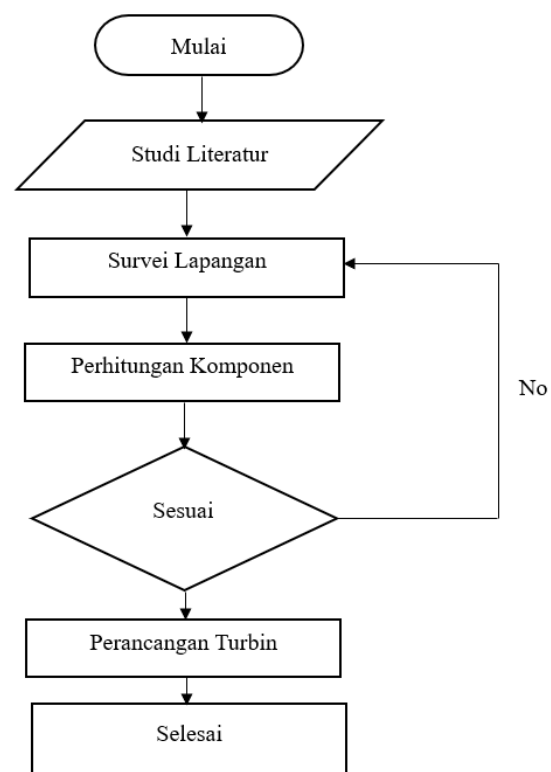 Mulai
Studi Literatur
Survei Lapangan
Perhitungan Komponen
No
Sesuai
Perancangan Turbin
Selesai